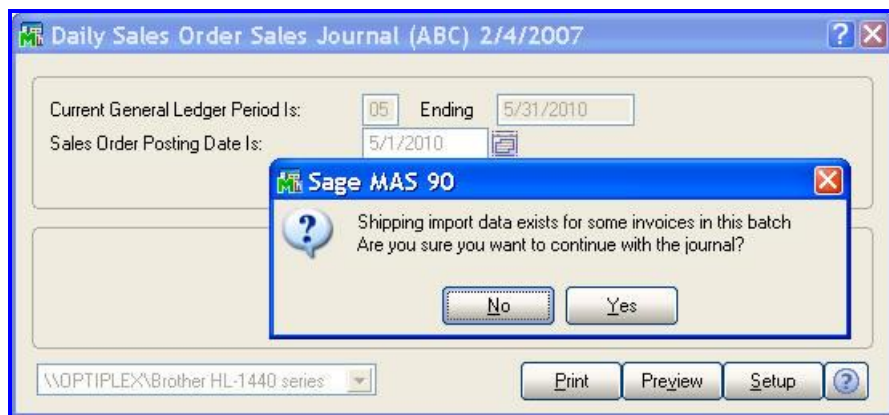 Daily Sales Order Sales Journal (ABC) 2/4/2007
Current General Ledger Period Is: 05 Ending 5/31/2010
Sales Order Posting Date Is: 5/1/2010
Sage MAS 90
Shipping import data exists for some invoices in this batch
Are you sure you want to continue with the journal?
No Yes
\\OPTIPLEX\Brother HL-1440 series Print Preview Setup